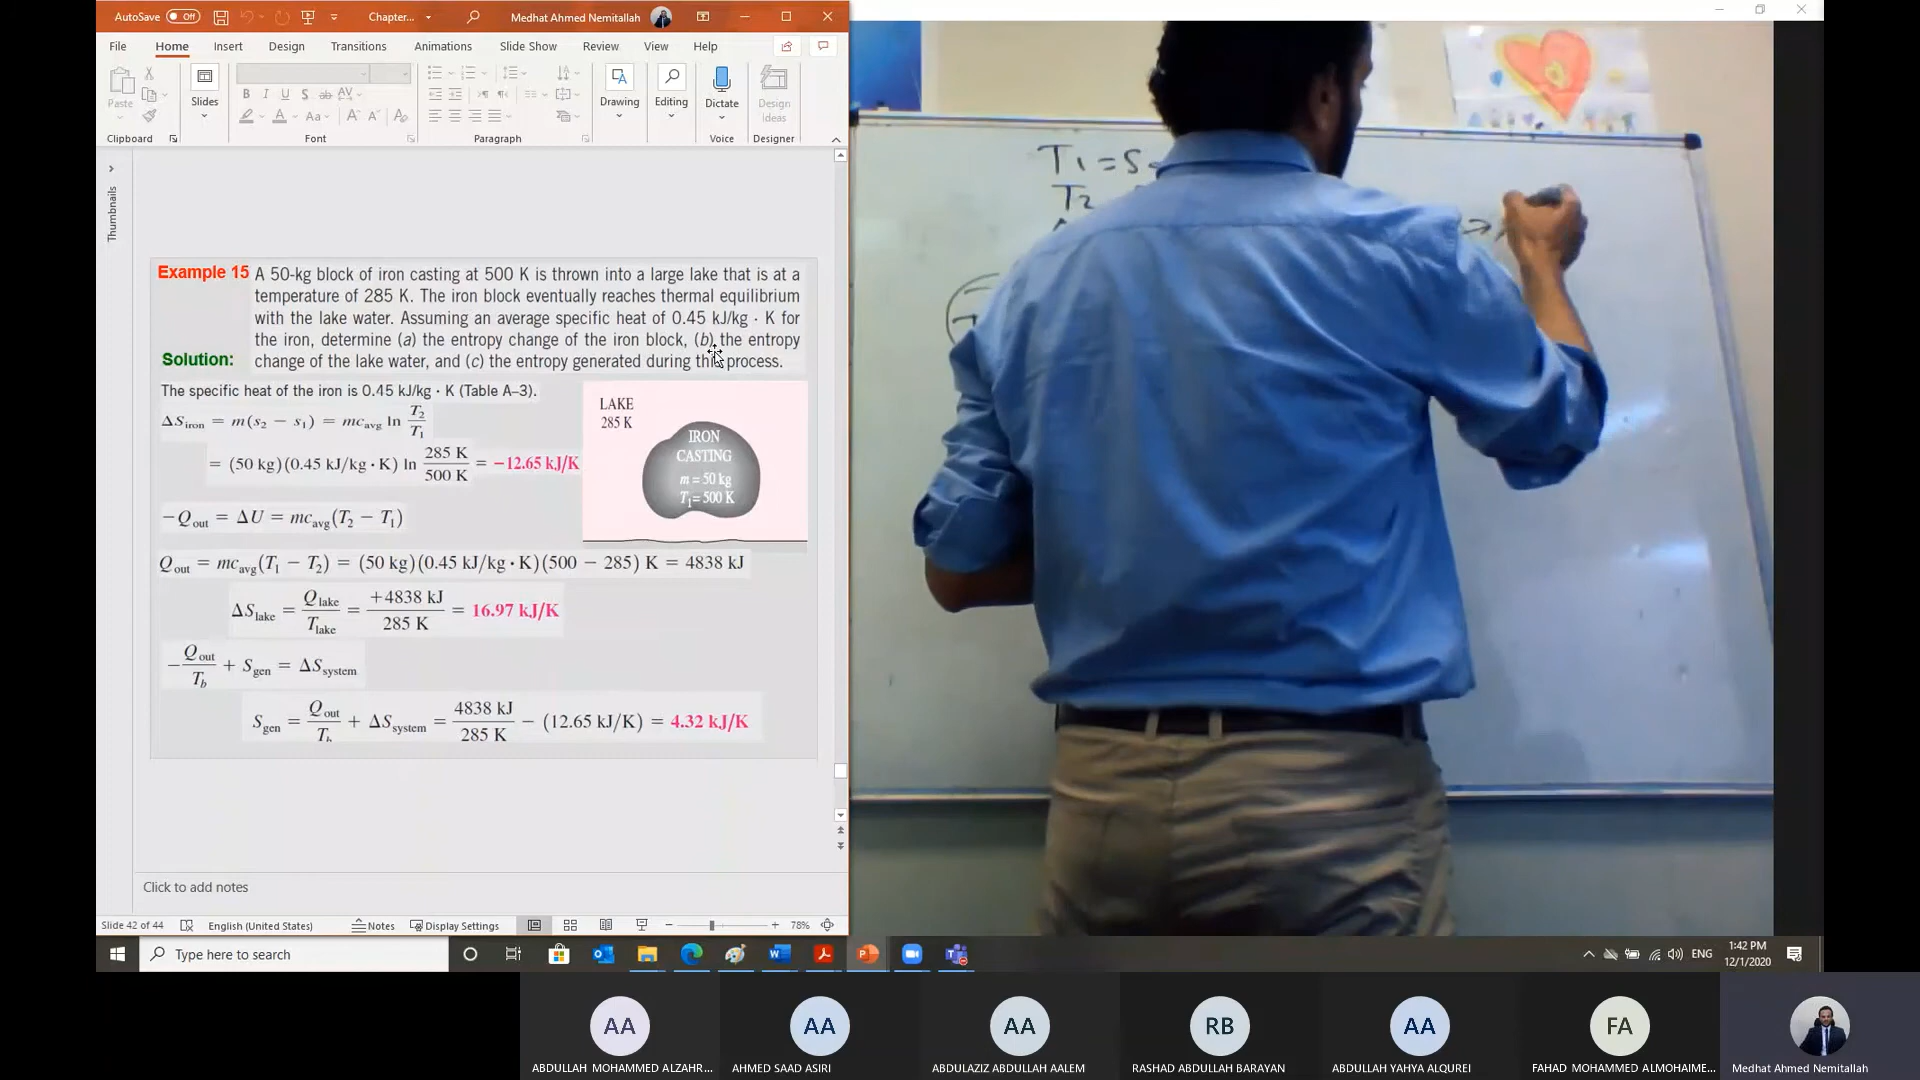 AutoSave Off Chapter... Medhat Ahmed Nemitallah
File Home Insert Design Transitions Animations Slide Show Review View Help
Paste Slides Drawing Editing Dictate Design Ideas
Clipboard Font Paragraph Voice Designer
Thumbnails
Example 15 A 50-kg block of iron casting at 500 K is thrown into a large lake that is at a
temperature of 285 K. The iron block eventually reaches thermal equilibrium
with the lake water. Assuming an average specific heat of 0.45 kJ/kg · K for
the iron, determine (a) the entropy change of the iron block, (b) the entropy
Solution: change of the lake water, and (c) the entropy generated during this process.
The specific heat of the iron is 0.45 kJ/kg · K (Table A–3).
ΔS_iron = m(s₂ − s₁) = mc_avg ln T₂/T₁
= (50 kg)(0.45 kJ/kg · K) ln 285 K/500 K = −12.65 kJ/K
LAKE
285 K
IRON
CASTING
m = 50 kg
T₁ = 500 K
−Q_out = ΔU = mc_avg(T₂ − T₁)
Q_out = mc_avg(T₁ − T₂) = (50 kg)(0.45 kJ/kg · K)(500 − 285) K = 4838 kJ
ΔS_lake = Q_lake/T_lake = +4838 kJ/285 K = 16.97 kJ/K
−Q_out/T_b + S_gen = ΔS_system
S_gen = Q_out/T_b + ΔS_system = 4838 kJ/285 K − (12.65 kJ/K) = 4.32 kJ/K
T₁ = 5
T₂
Click to add notes
Slide 42 of 44 English (United States) Notes Display Settings 78%
Type here to search
ENG 1:42 PM
12/1/2020
AA AA AA RB AA FA
ABDULLAH MOHAMMED ALZAHR... AHMED SAAD ASIRI ABDULAZIZ ABDULLAH AALEM RASHAD ABDULLAH BARAYAN ABDULLAH YAHYA ALQUREI FAHAD MOHAMMED ALMOHAIME... Medhat Ahmed Nemitallah